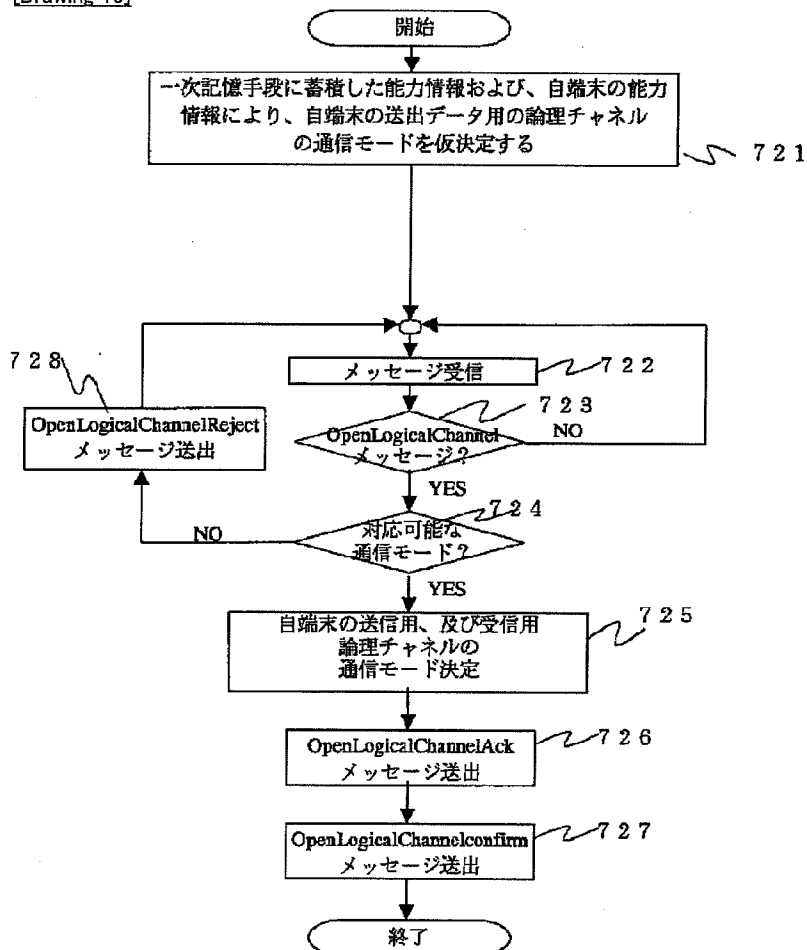 開始
一次記憶手段に蓄積した能力情報および、自端末の能力
情報により、自端末の送出データ用の論理チャネル
の通信モードを仮決定する
721
728
メッセージ受信
722
723
OpenLogicalChannelReject
メッセージ送出
OpenLogicalChannel
メッセージ?
NO
YES
724
NO
対応可能な
通信モード?
YES
725
自端末の送信用、及び受信用
論理チャネルの
通信モード決定
726
OpenLogicalChannelAck
メッセージ送出
727
OpenLogicalChannelconfirm
メッセージ送出
終了